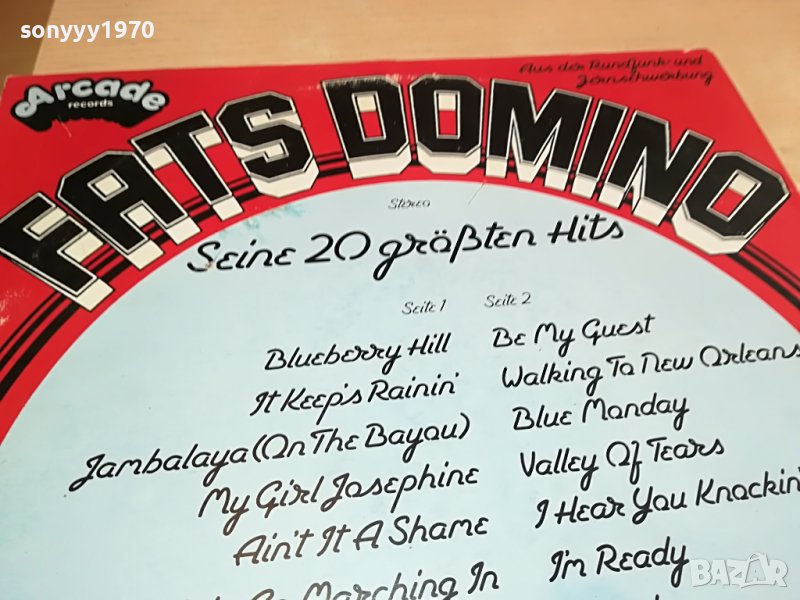 sonyyy1970
Arcade
records
Aus der Rundfunk und
Fernsehwerbung
FATS DOMINO
Stereo
Seine 20 größten Hits
Seite 1
Blueberry Hill
It Keep's Rainin'
Jambalaya (On The Bayou)
My Girl Josephine
Ain't It A Shame
Go Marching In
Seite 2
Be My Guest
Walking To New Orleans
Blue Monday
Valley Of Tears
I Hear You Knockin'
I'm Ready
BAZAR